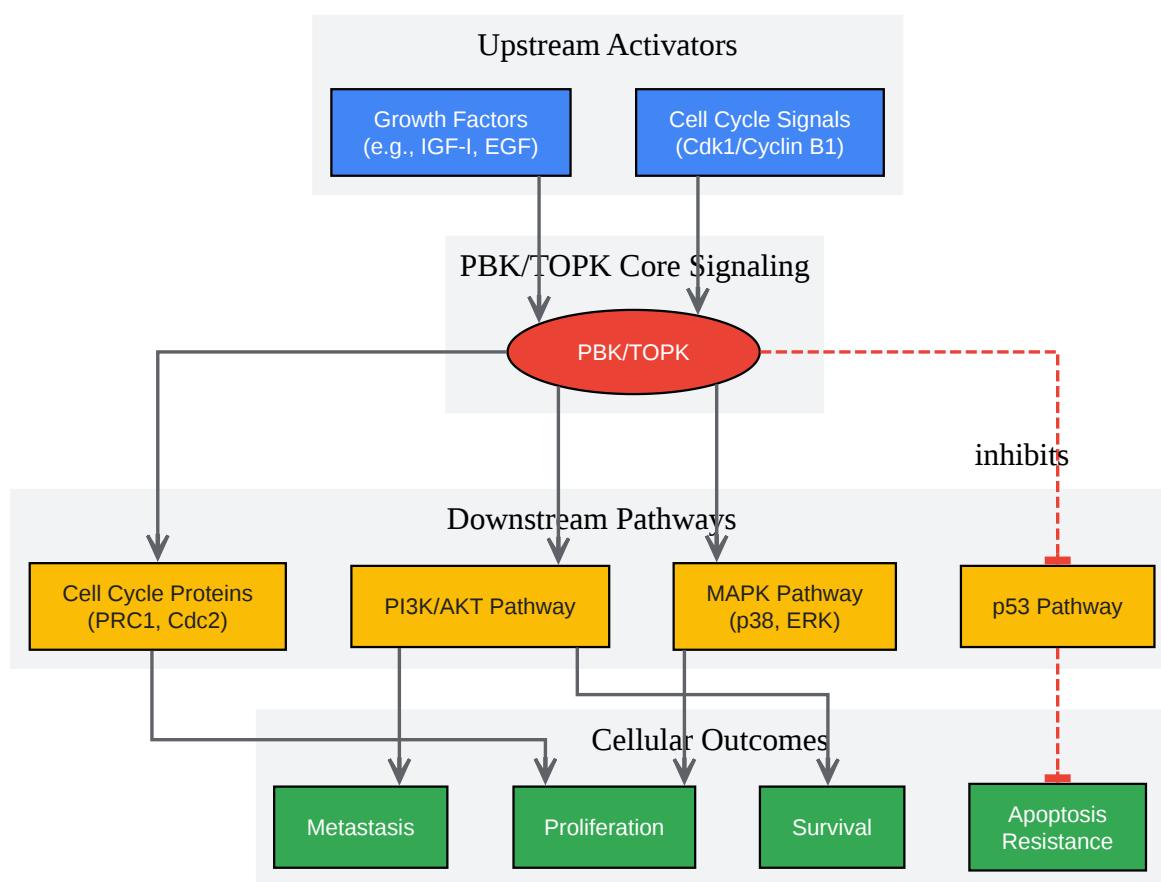 Upstream Activators
Growth Factors
(e.g., IGF-I, EGF)
Cell Cycle Signals
(Cdk1/Cyclin B1)
PBK/TOPK Core Signaling
PBK/TOPK
inhibits
Downstream Pathways
Cell Cycle Proteins
(PRC1, Cdc2)
PI3K/AKT Pathway
MAPK Pathway
(p38, ERK)
p53 Pathway
Cellular Outcomes
Metastasis
Proliferation
Survival
Apoptosis
Resistance